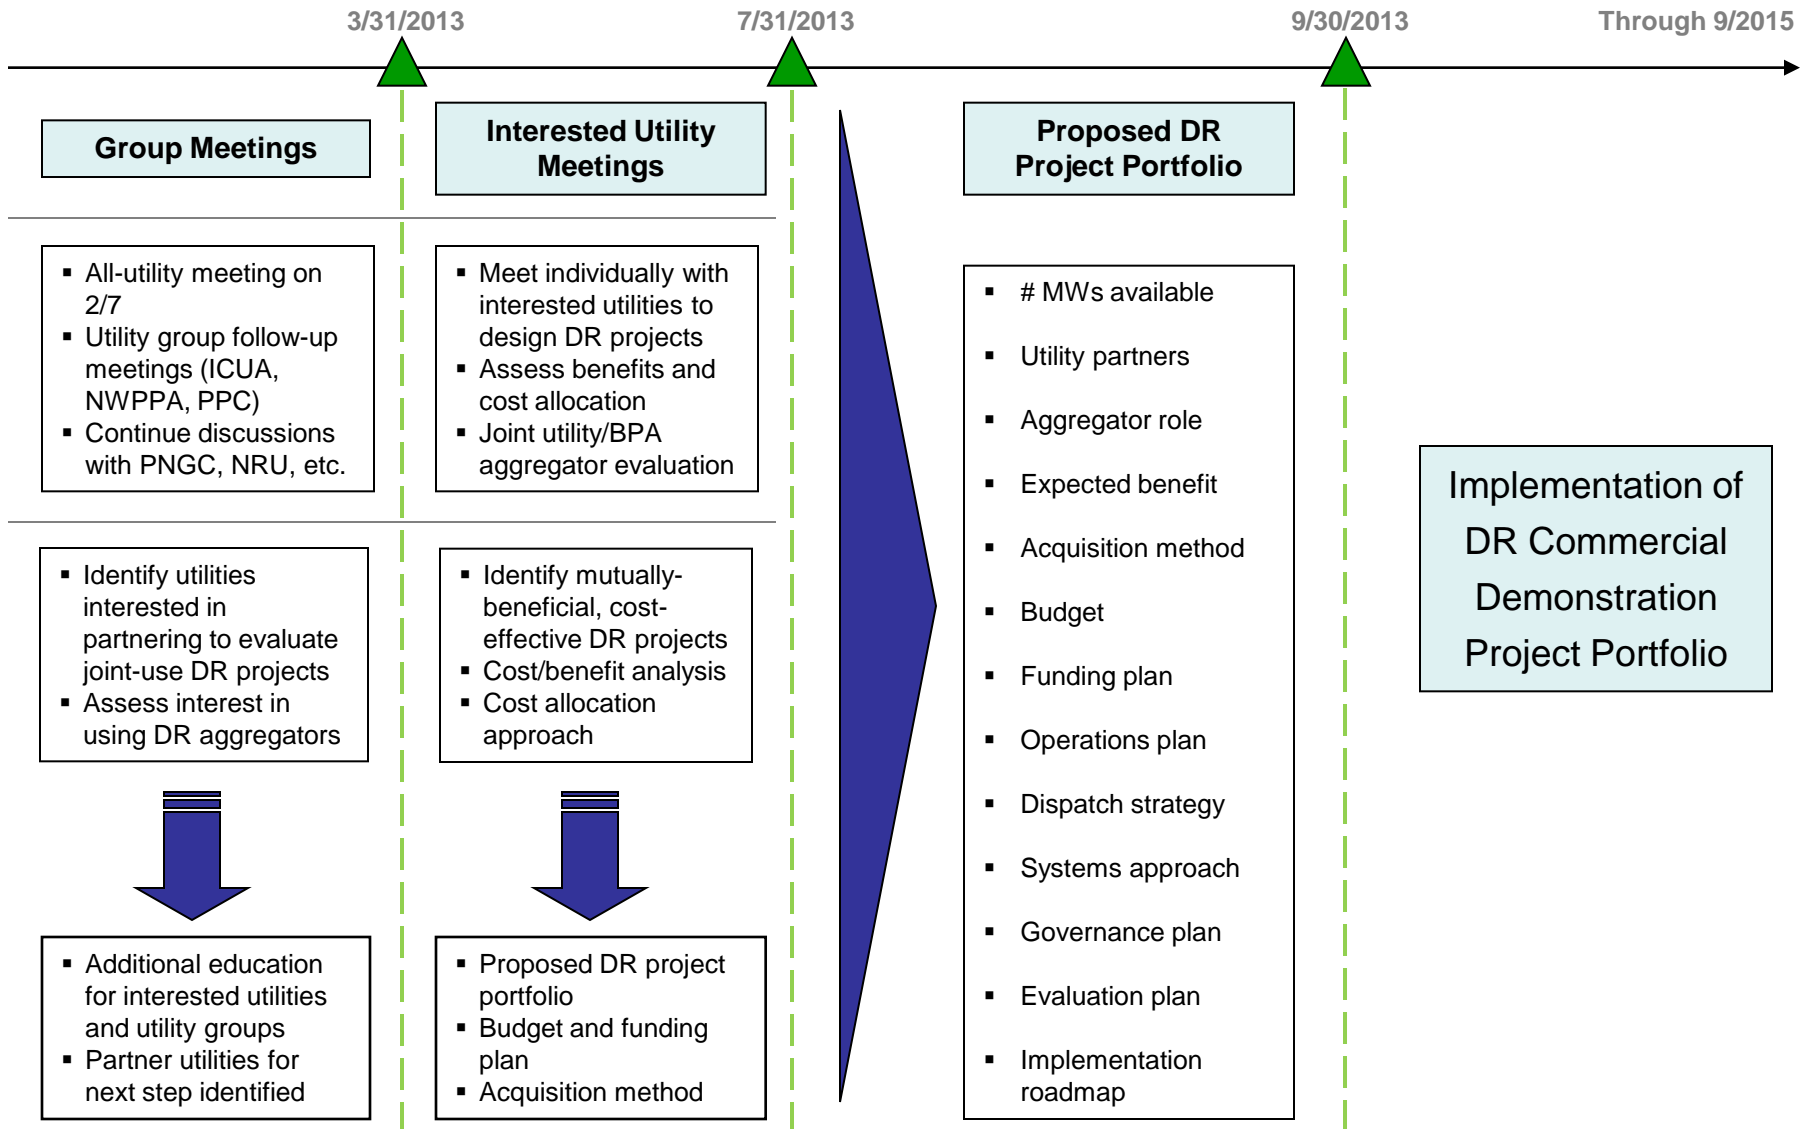 3/31/2013
7/31/2013
9/30/2013
Through 9/2015
Group Meetings
▪ All-utility meeting on
2/7
▪ Utility group follow-up
meetings (ICUA,
NWPPA, PPC)
▪ Continue discussions
with PNGC, NRU, etc.
▪ Identify utilities
interested in
partnering to evaluate
joint-use DR projects
▪ Assess interest in
using DR aggregators
▪ Additional education
for interested utilities
and utility groups
▪ Partner utilities for
next step identified
Interested Utility
Meetings
▪ Meet individually with
interested utilities to
design DR projects
▪ Assess benefits and
cost allocation
▪ Joint utility/BPA
aggregator evaluation
▪ Identify mutually-
beneficial, cost-
effective DR projects
▪ Cost/benefit analysis
▪ Cost allocation
approach
▪ Proposed DR project
portfolio
▪ Budget and funding
plan
▪ Acquisition method
Proposed DR
Project Portfolio
▪ # MWs available
▪ Utility partners
▪ Aggregator role
▪ Expected benefit
▪ Acquisition method
▪ Budget
▪ Funding plan
▪ Operations plan
▪ Dispatch strategy
▪ Systems approach
▪ Governance plan
▪ Evaluation plan
▪ Implementation
roadmap
Implementation of
DR Commercial
Demonstration
Project Portfolio